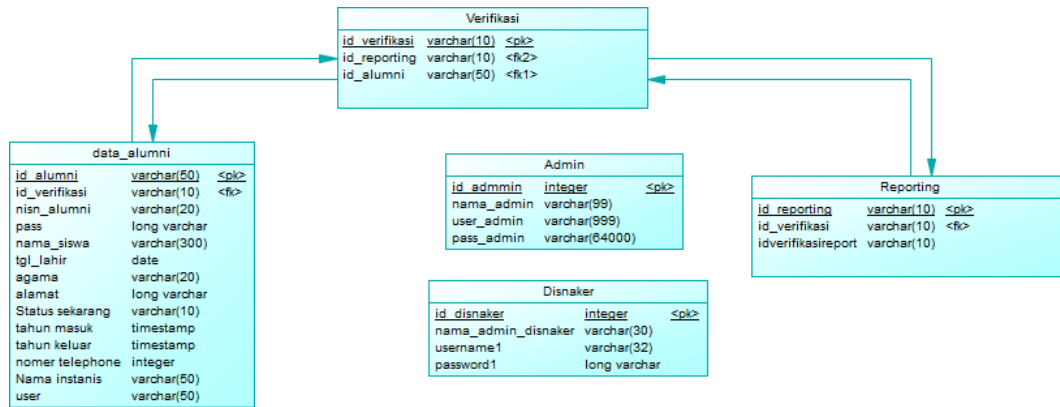 Verifikasi
id_verifikasi varchar(10) <pk>
id_reporting varchar(10) <fk2>
id_alumni varchar(50) <fk1>
data_alumni
id_alumni varchar(50) <pk>
id_verifikasi varchar(10) <fk>
nisn_alumni varchar(20)
pass long varchar
nama_siswa varchar(300)
tgl_lahir date
agama varchar(20)
alamat long varchar
Status sekarang varchar(10)
tahun masuk timestamp
tahun keluar timestamp
nomer telephone integer
Nama instanis varchar(50)
user varchar(50)
Admin
id_admmin integer <pk>
nama_admin varchar(99)
user_admin varchar(999)
pass_admin varchar(64000)
Disnaker
id_disnaker integer <pk>
nama_admin_disnaker varchar(30)
username1 varchar(32)
password1 long varchar
Reporting
id_reporting varchar(10) <pk>
id_verifikasi varchar(10) <fk>
idverifikasireport varchar(10)